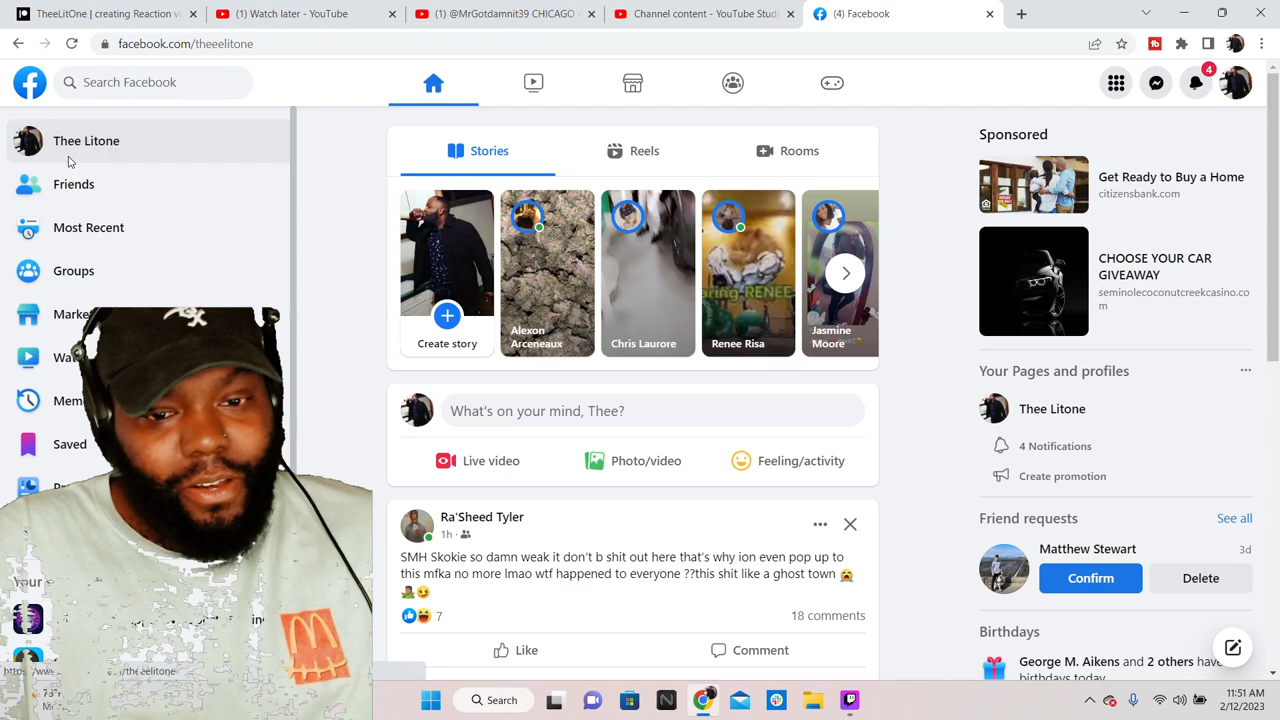 TheeLitOne | creating Reaction vi
(1) Watch later - YouTube
(1) @MrGotdamnit39 CHICAGO
Channel content - YouTube Studi
(4) Facebook
facebook.com/theeelitone
Search Facebook
4
Thee Litone
Friends
Most Recent
Groups
Saved
Stories
Reels
Rooms
Create story
Alexon
Arceneaux
Chris Laurore
Renee Risa
Jasmine
Moore
What's on your mind, Thee?
Live video
Photo/video
Feeling/activity
Ra'Sheed Tyler
1h
SMH Skokie so damn weak it don't b shit out here that's why ion even pop up to
this mfka no more lmao wtf happened to everyone ??this shit like a ghost town 😭
7
18 comments
Like
Comment
Sponsored
Get Ready to Buy a Home
citizensbank.com
CHOOSE YOUR CAR
GIVEAWAY
seminolecoconutcreekcasino.co
m
Your Pages and profiles
Thee Litone
4 Notifications
Create promotion
Friend requests
See all
Matthew Stewart
3d
Confirm
Delete
Birthdays
George M. Aikens and 2 others have
birthdays today.
Your
Search
11:51 AM
2/12/2023